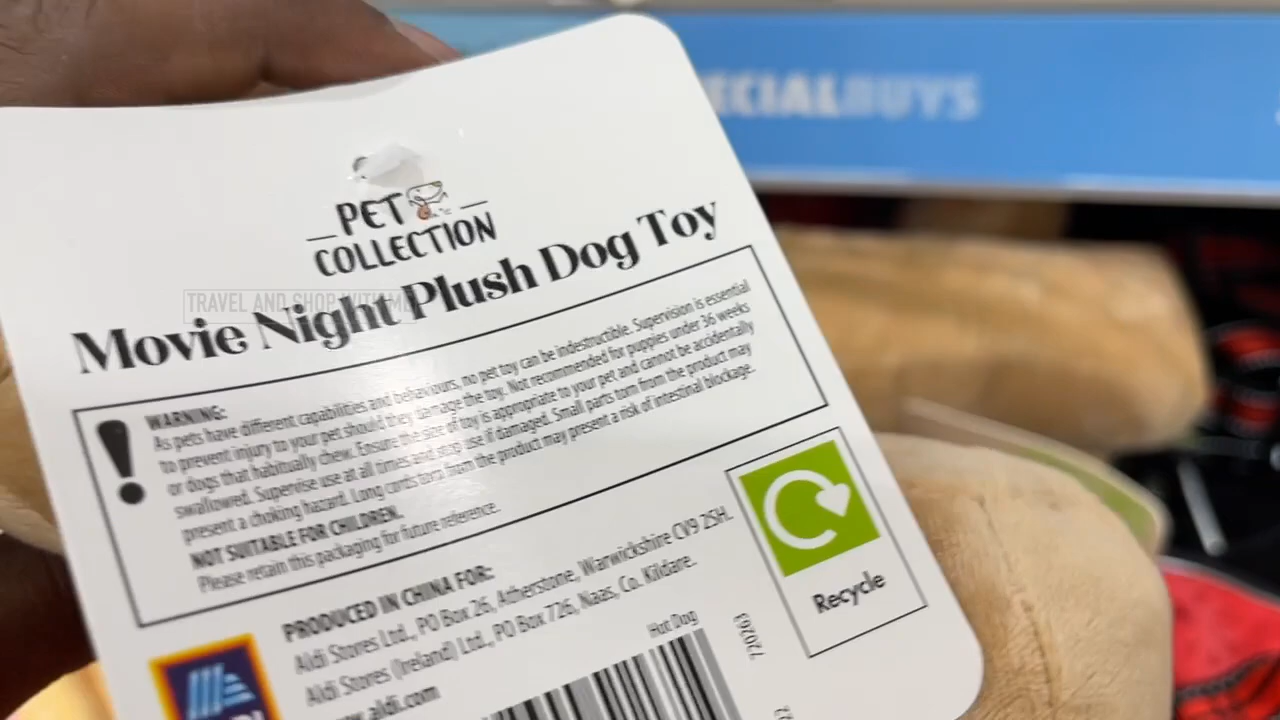 SPECIALBUYS
PET
COLLECTION
Movie Night Plush Dog Toy
TRAVEL AND SHOP WITH ME
WARNING:
As pets have different capabilities and behaviours, no pet toy can be indestructible. Supervision is essential
to prevent injury to your pet should they damage the toy. Not recommended for puppies under 36 weeks
or dogs that habitually chew. Ensure the size of toy is appropriate to your pet and cannot be accidentally
swallowed. Supervise use at all times and stop use if damaged. Small parts torn from the product may
present a choking hazard. Long cords torn from the product may present a risk of intestinal blockage.
NOT SUITABLE FOR CHILDREN.
Please retain this packaging for future reference.
PRODUCED IN CHINA FOR:
Aldi Stores Ltd., PO Box 26, Atherstone, Warwickshire CV9 2SH.
Aldi Stores (Ireland) Ltd., PO Box 726, Naas, Co. Kildare.
www.aldi.com
Hot Dog
720263
Recycle